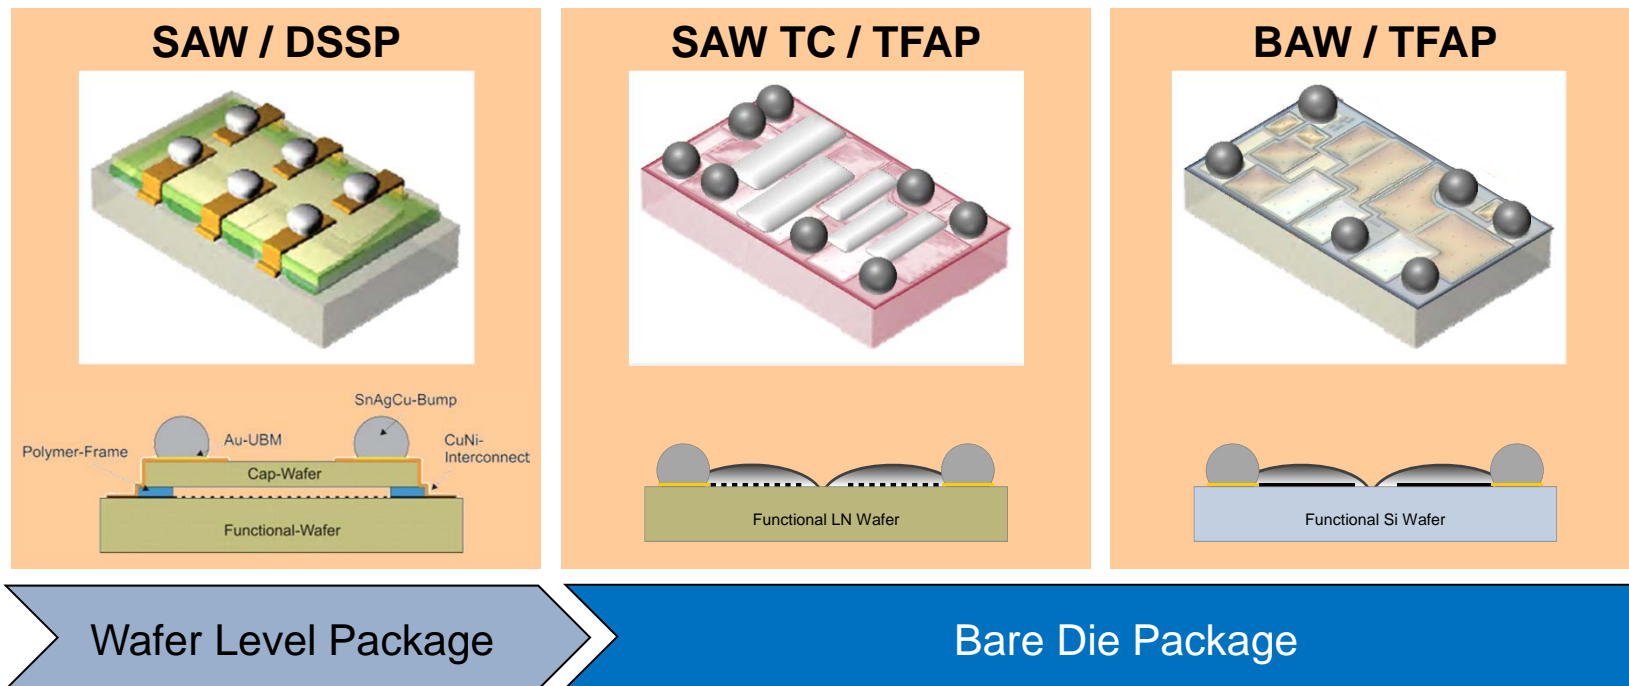 SAW / DSSP
SnAgCu-Bump
Au-UBM
CuNi-
Interconnect
Polymer-Frame
Cap-Wafer
Functional-Wafer
SAW TC / TFAP
Functional LN Wafer
BAW / TFAP
Functional Si Wafer
Wafer Level Package
Bare Die Package